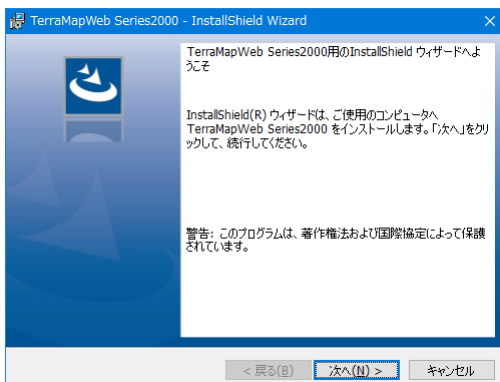 TerraMapWeb Series2000 - InstallShield Wizard
TerraMapWeb Series2000用のInstallShield ウィザードへよ
うこそ
InstallShield(R) ウィザードは、ご使用のコンピュータへ
TerraMapWeb Series2000 をインストールします。「次へ」をクリ
ックして、続行してください。
警告: このプログラムは、著作権法および国際協定によって保護
されています。
< 戻る(B)
次へ(N) >
キャンセル